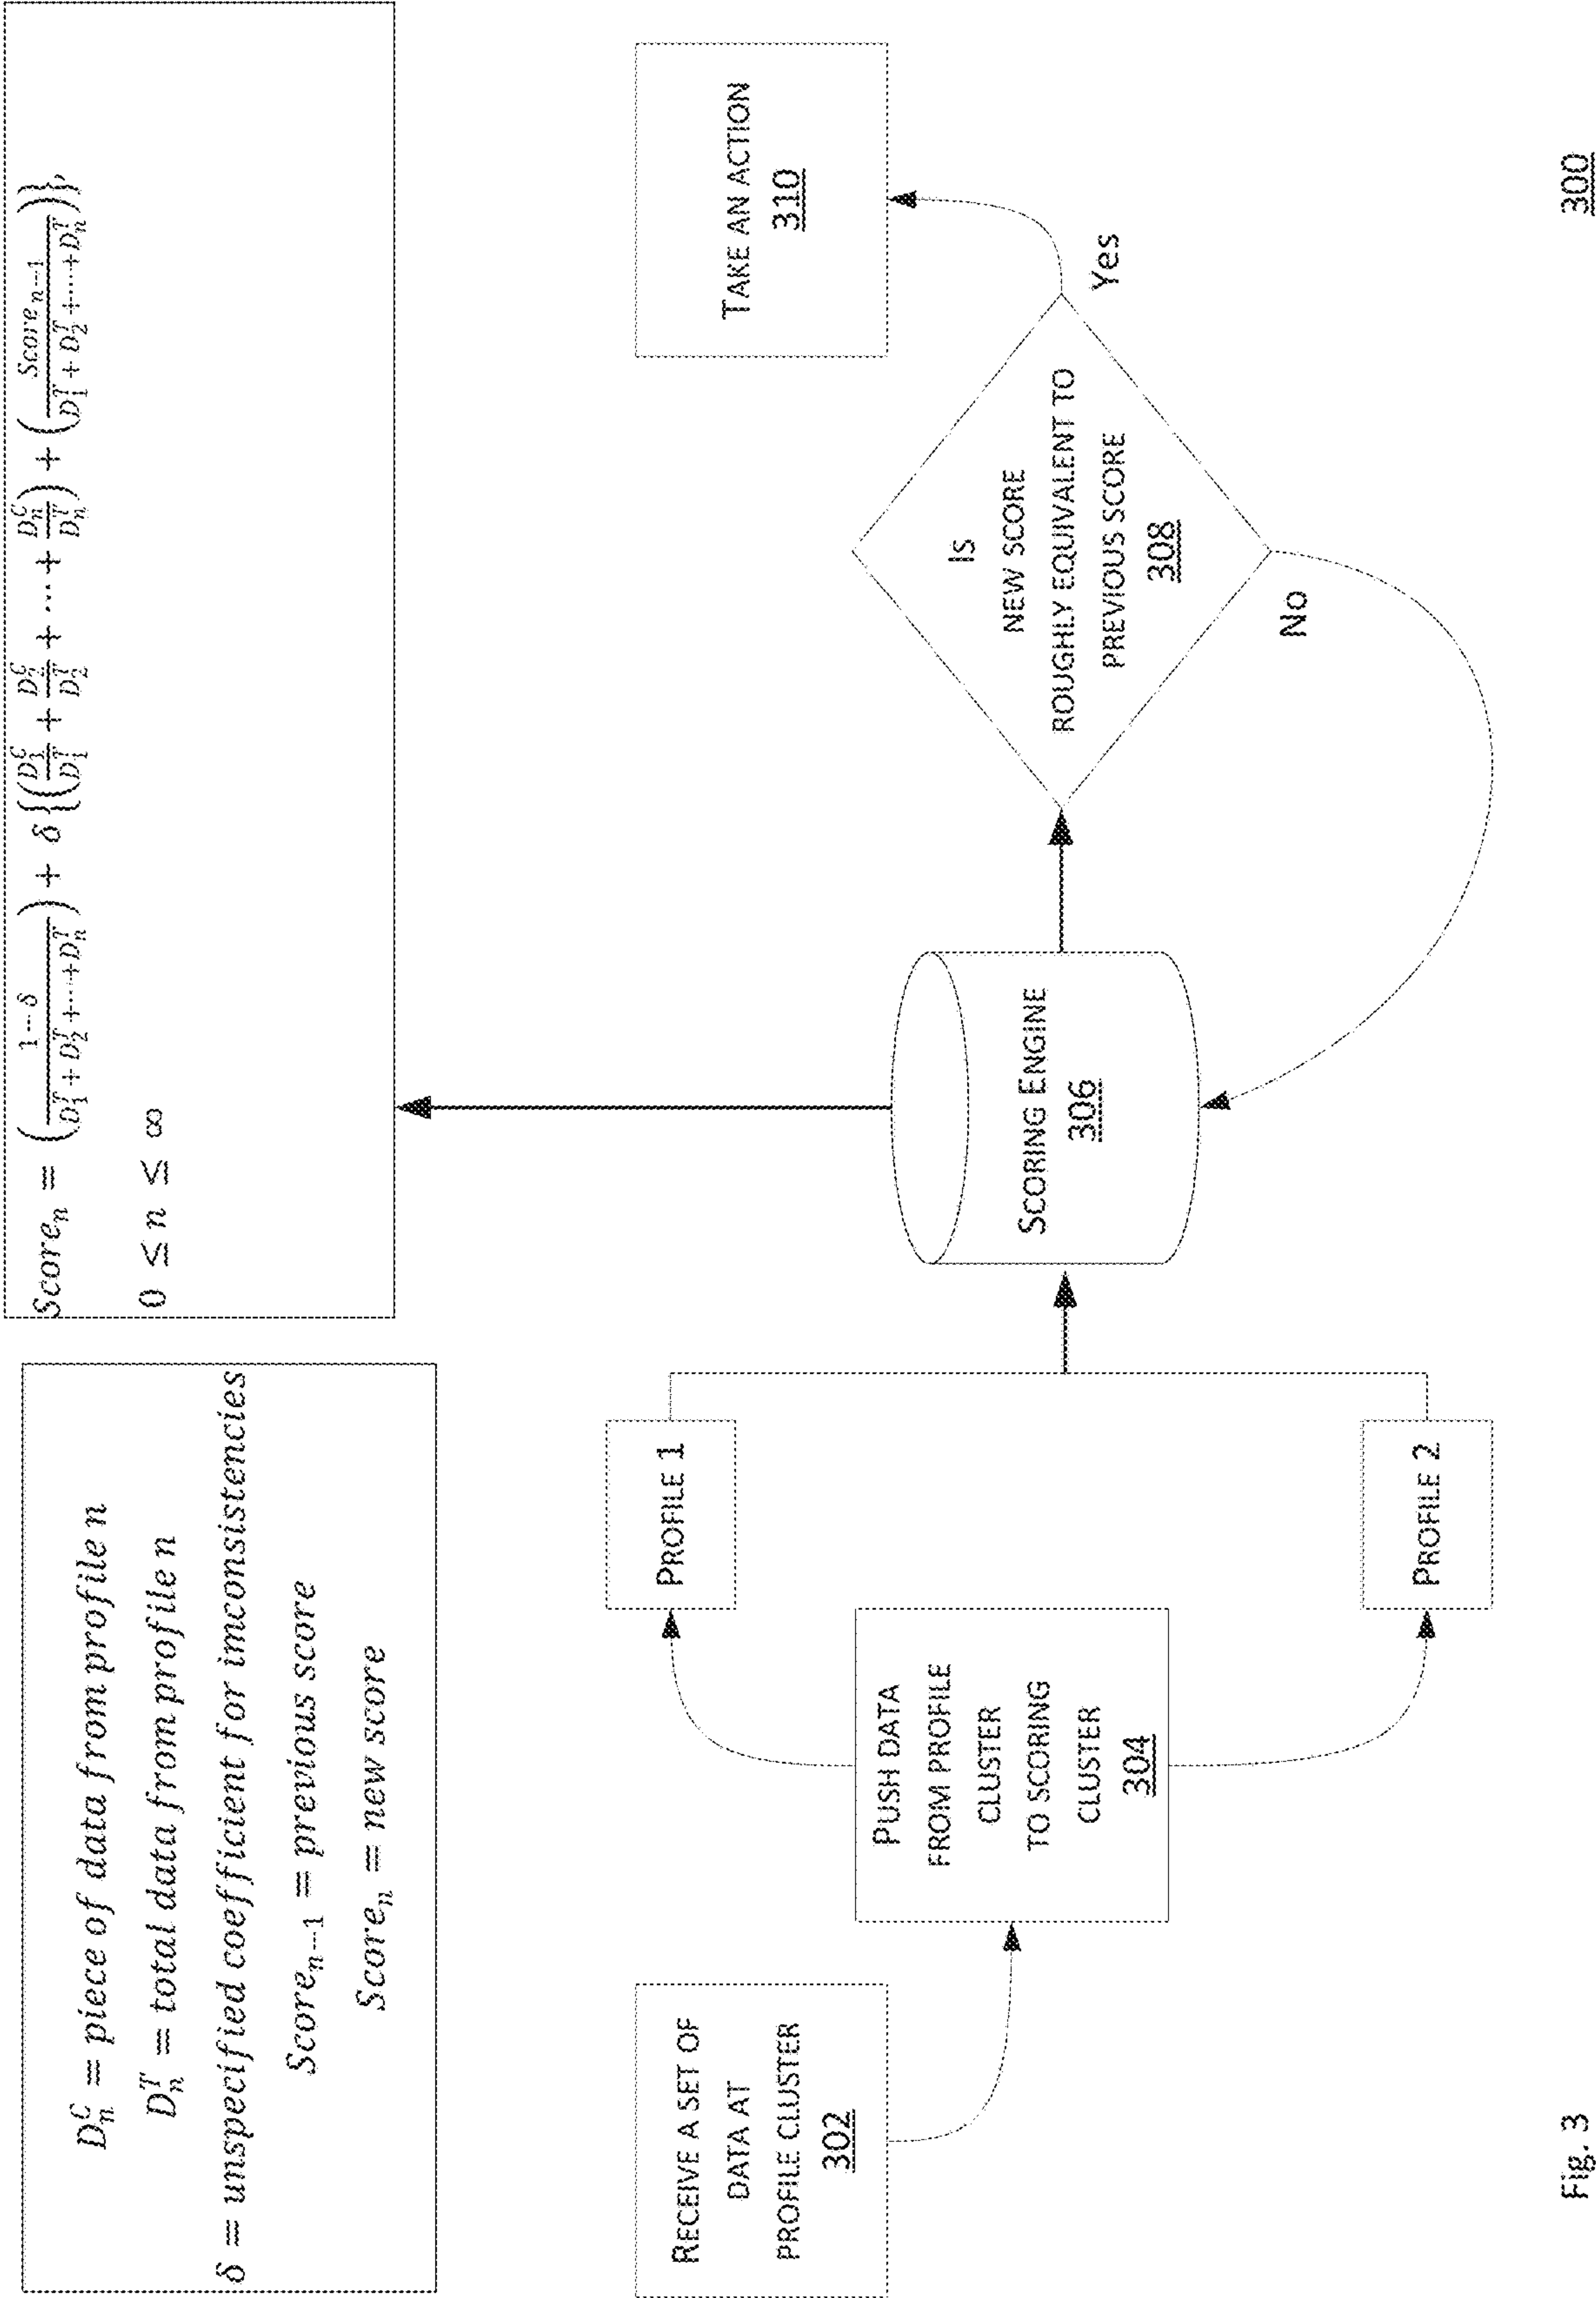 D_n^C = piece of data from profile n
D_n^T = total data from profile n
δ = unspecified coefficient for imconsistencies
Score_{n-1} = previous score
Score_n = new score
Score_n = ((1-δ)/(D_1^T + D_2^T + ... + D_n^T)) + δ{(D_1^C/D_1^T + D_2^C/D_2^T + ... + D_n^C/D_n^T) + (Score_{n-1}/(D_1^T + D_2^T + ... + D_n^T))},
0 ≤ n ≤ ∞
RECEIVE A SET OF
DATA AT
PROFILE CLUSTER
302
PUSH DATA
FROM PROFILE
CLUSTER
TO SCORING
CLUSTER
304
PROFILE 1
PROFILE 2
SCORING ENGINE
306
IS
NEW SCORE
ROUGHLY EQUIVALENT TO
PREVIOUS SCORE
308
Yes
No
TAKE AN ACTION
310
Fig. 3
300